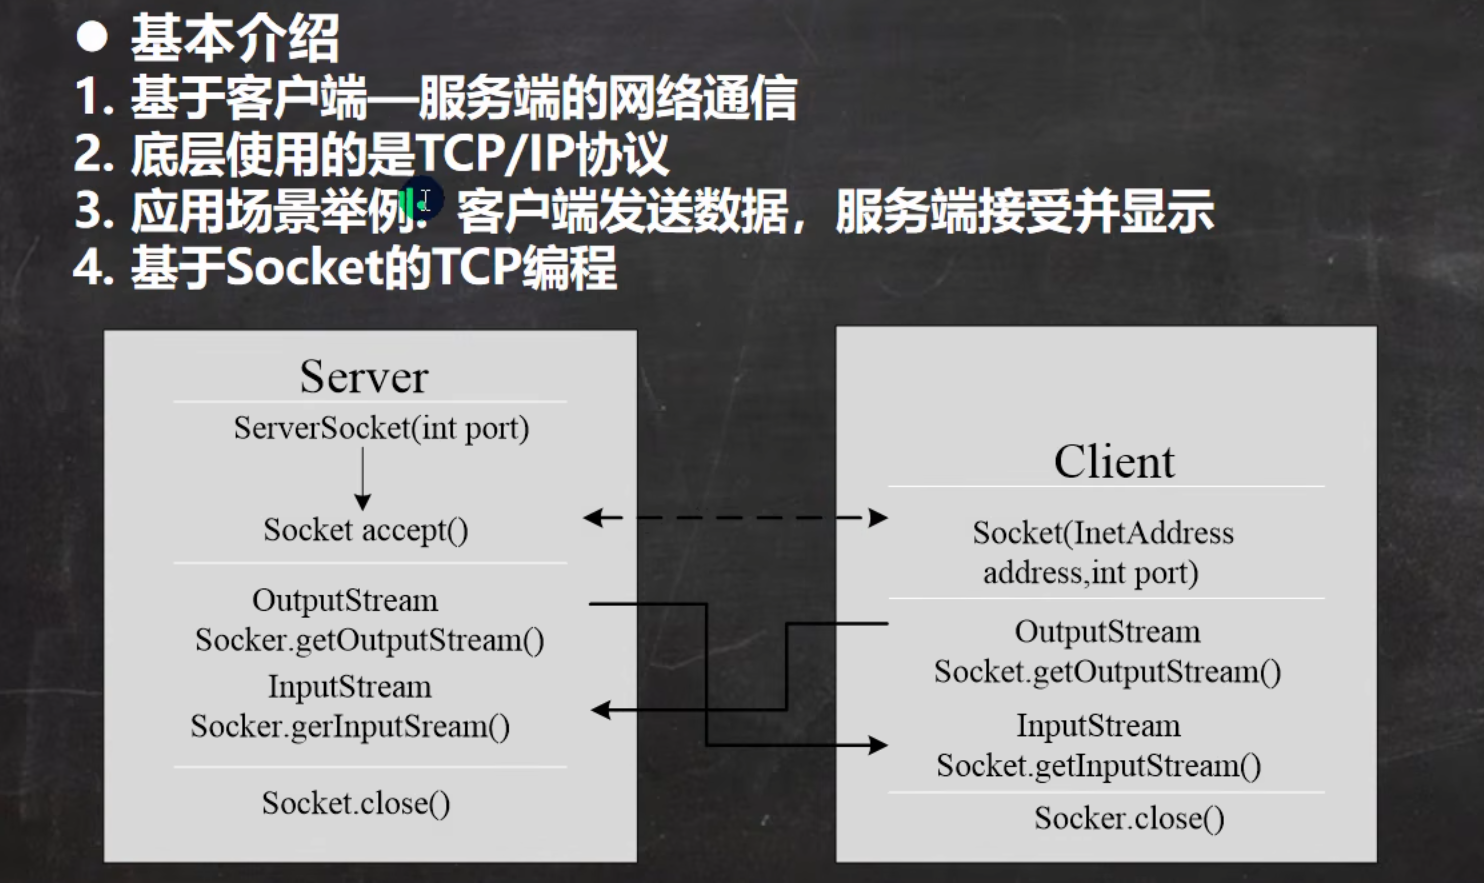 ● 基本介绍
1. 基于客户端—服务端的网络通信
2. 底层使用的是TCP/IP协议
3. 应用场景举例：客户端发送数据，服务端接受并显示
4. 基于Socket的TCP编程
Server
ServerSocket(int port)
Socket accept()
OutputStream
Socker.getOutputStream()
InputStream
Socker.gerInputSream()
Socket.close()
Client
Socket(InetAddress
address,int port)
OutputStream
Socket.getOutputStream()
InputStream
Socket.getInputStream()
Socker.close()